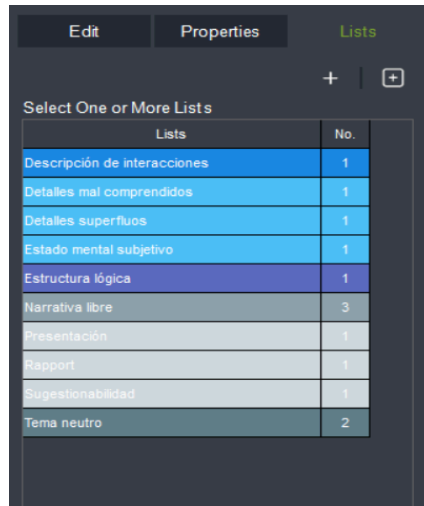 Edit Properties Lists
+ | +
Select One or More Lists
Lists No.
Descripción de interacciones 1
Detalles mal comprendidos 1
Detalles superfluos 1
Estado mental subjetivo 1
Estructura lógica 1
Narrativa libre 3
Presentación 1
Rapport 1
Sugestionabilidad 1
Tema neutro 2